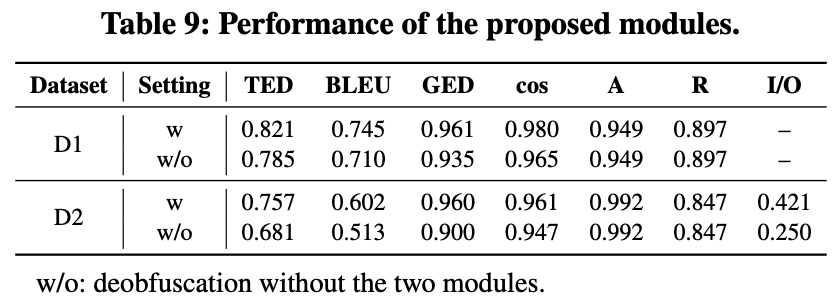 Table 9: Performance of the proposed modules.
Dataset Setting TED BLEU GED cos A R I/O
D1 w 0.821 0.745 0.961 0.980 0.949 0.897 –
w/o 0.785 0.710 0.935 0.965 0.949 0.897 –
D2 w 0.757 0.602 0.960 0.961 0.992 0.847 0.421
w/o 0.681 0.513 0.900 0.947 0.992 0.847 0.250
w/o: deobfuscation without the two modules.